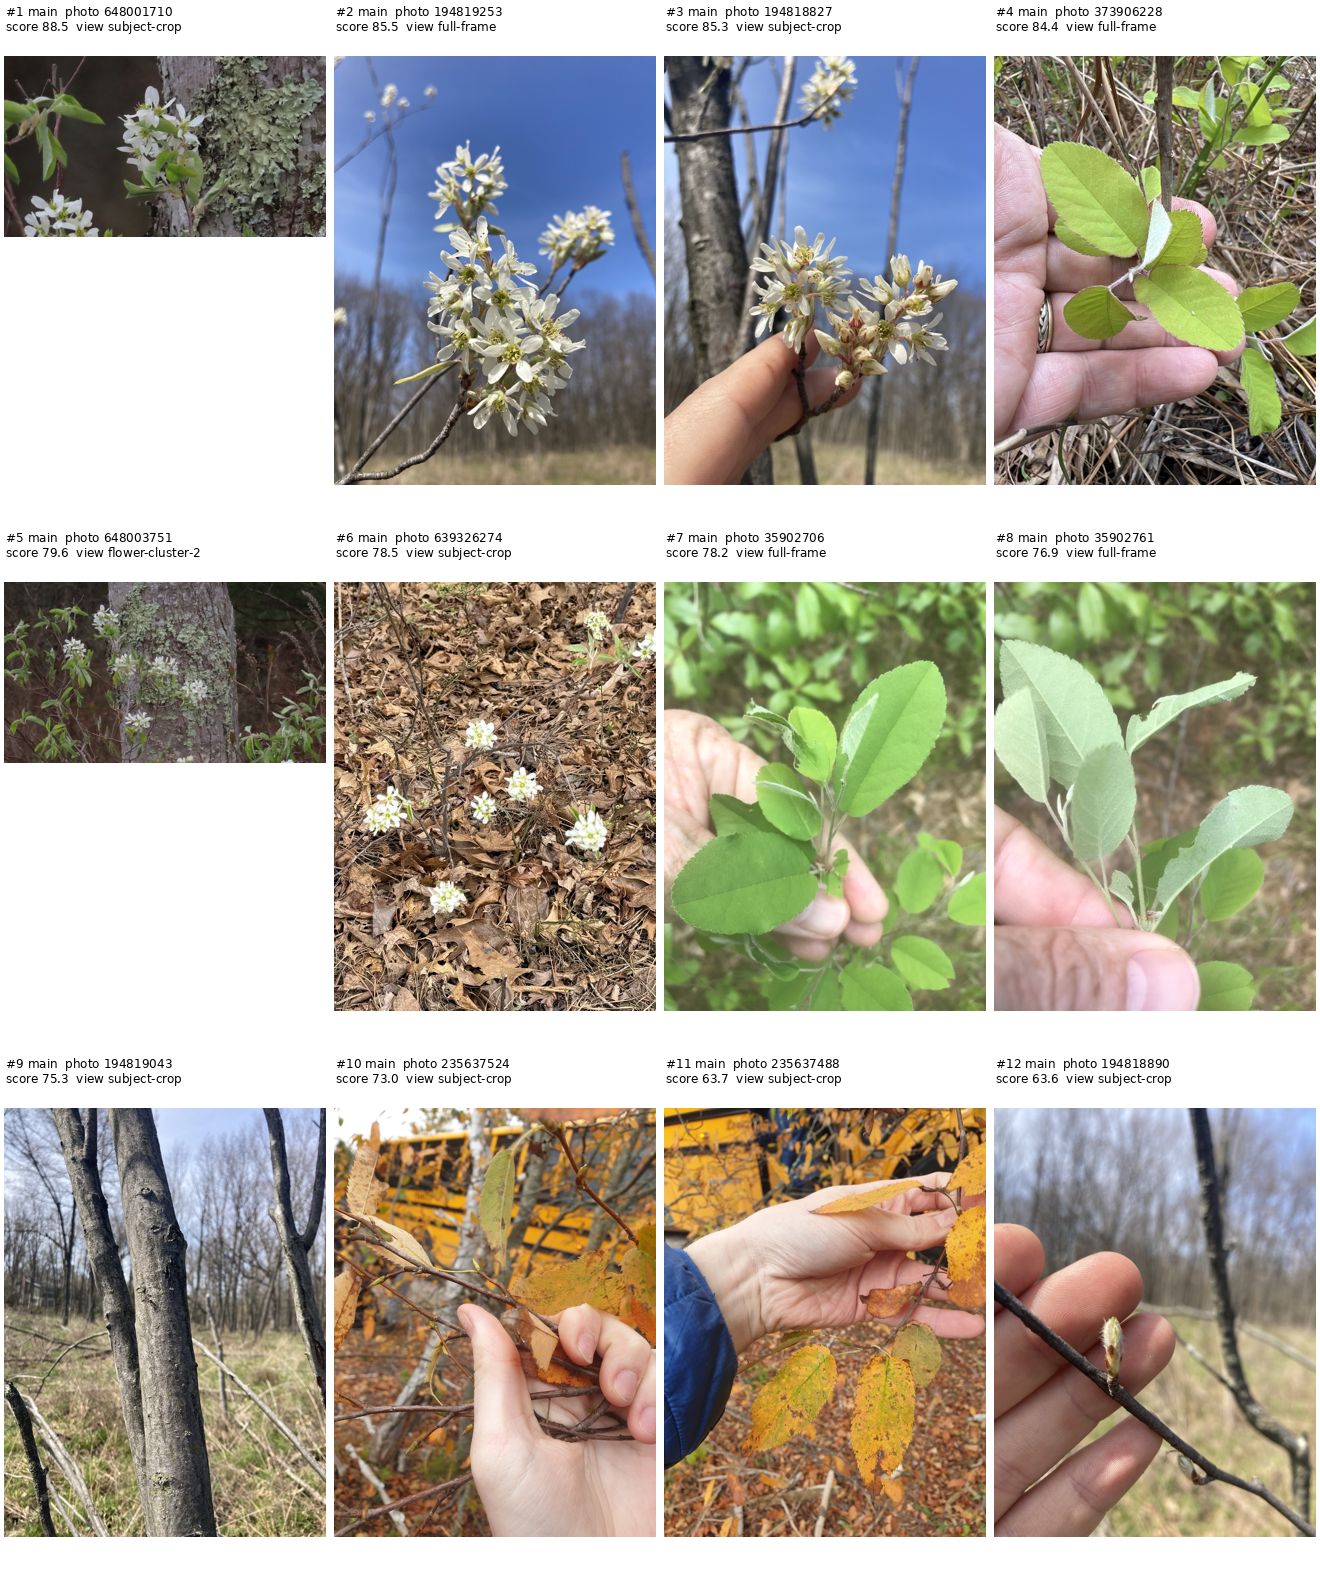 #1 main  photo 648001710
score 88.5  view subject-crop
#2 main  photo 194819253
score 85.5  view full-frame
#3 main  photo 194818827
score 85.3  view subject-crop
#4 main  photo 373906228
score 84.4  view full-frame
#5 main  photo 648003751
score 79.6  view flower-cluster-2
#6 main  photo 639326274
score 78.5  view subject-crop
#7 main  photo 35902706
score 78.2  view full-frame
#8 main  photo 35902761
score 76.9  view full-frame
#9 main  photo 194819043
score 75.3  view subject-crop
#10 main  photo 235637524
score 73.0  view subject-crop
#11 main  photo 235637488
score 63.7  view subject-crop
#12 main  photo 194818890
score 63.6  view subject-crop